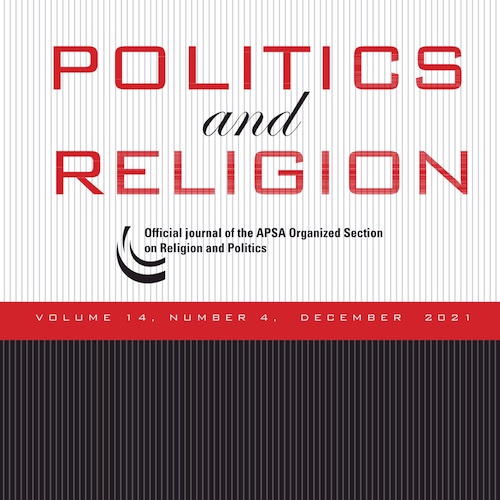 POLITICS
and
RELIGION
Official journal of the APSA Organized Section
on Religion and Politics
VOLUME 14, NUMBER 4, DECEMBER 2021